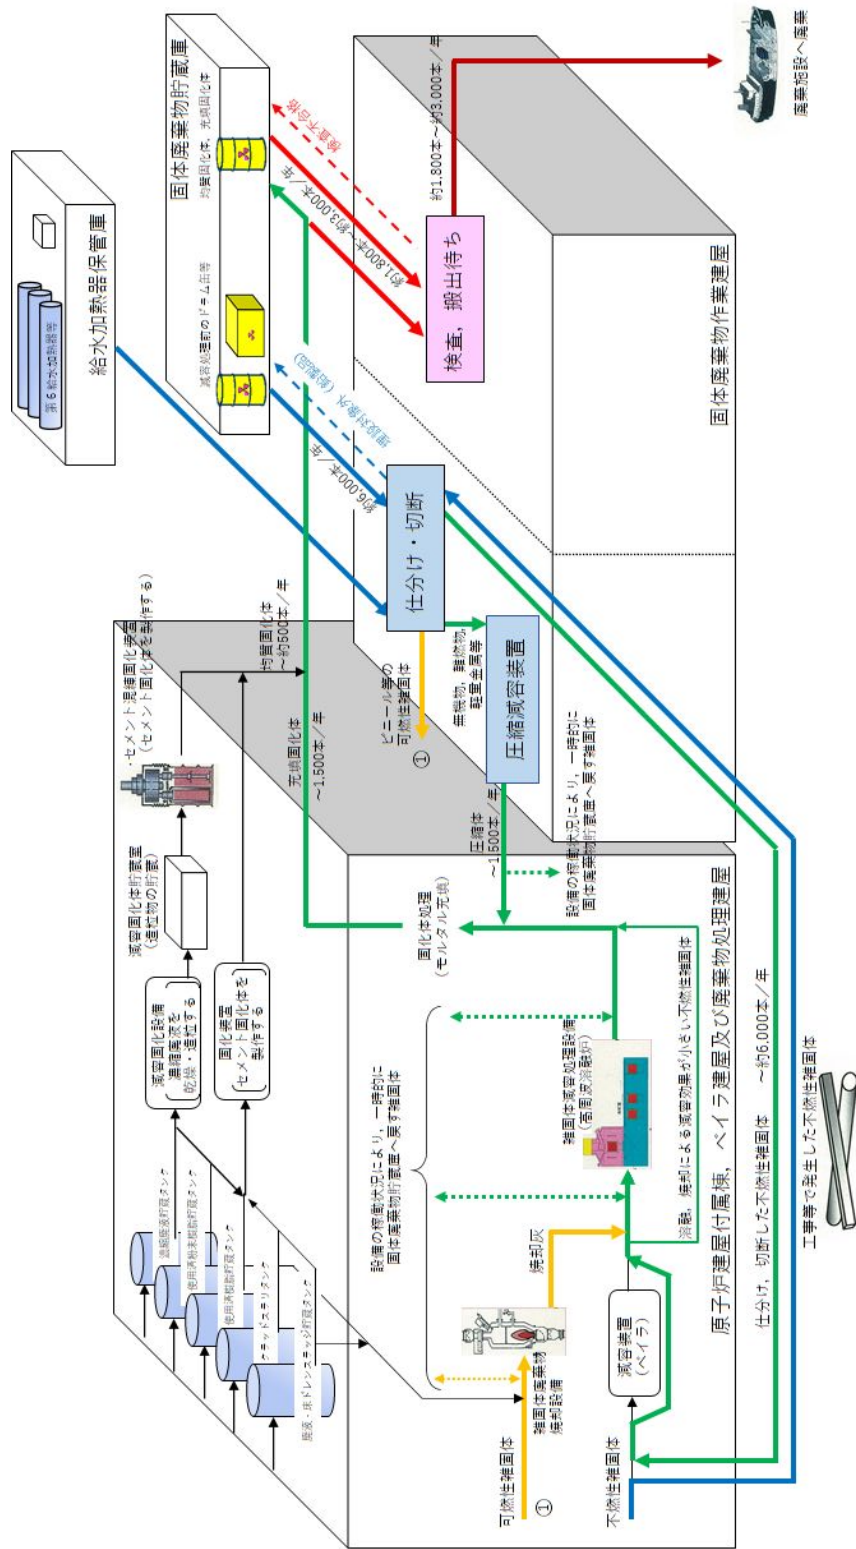 濃縮廃液貯蔵タンク
使用済粉末樹脂貯蔵タンク
使用済樹脂貯蔵タンク
クラッドスラリタンク
廃液・床ドレンスラッジ貯蔵タンク
減容固化設備
濃縮廃液を
乾燥・造粒する
固化装置
セメント固化体を
製作する
減容固化体貯蔵室
(造粒物の貯蔵)
・セメント混練固化装置
(セメント固化体を製作する)
均質固化体
～約500本/年
充填固化体
～1,500本/年
給水加熱器保管庫
第6給水加熱器等
固体廃棄物貯蔵庫
減容処理前のドラム缶等
均質固化体、充填固化体
約6,000本/年
埋設対象外(鉛製品)
約1,800本～約3,000本/年
検査不合格
仕分け・切断
検査，搬出待ち
約1,800本～約3,000本/年
廃棄施設へ廃棄
ビニール等の
可燃性雑固体
①
無機物，難燃物，
軽量金属等
圧縮減容装置
圧縮体
～1,500本/年
設備の稼働状況により，一時的に
固体廃棄物貯蔵庫へ戻す雑固体
固体廃棄物作業建屋
設備の稼働状況により，一時的に
固体廃棄物貯蔵庫へ戻す雑固体
固化体処理
(モルタル充填)
可燃性雑固体
①
雑固体廃棄物
焼却設備
焼却灰
雑固体減容処理設備
(高周波溶融炉)
不燃性雑固体
減容装置
(ベイラ)
溶融，焼却による減容効果が小さい不燃性雑固体
原子炉建屋付属棟，ベイラ建屋及び廃棄物処理建屋
仕分け，切断した不燃性雑固体　～約6,000本/年
工事等で発生した不燃性雑固体